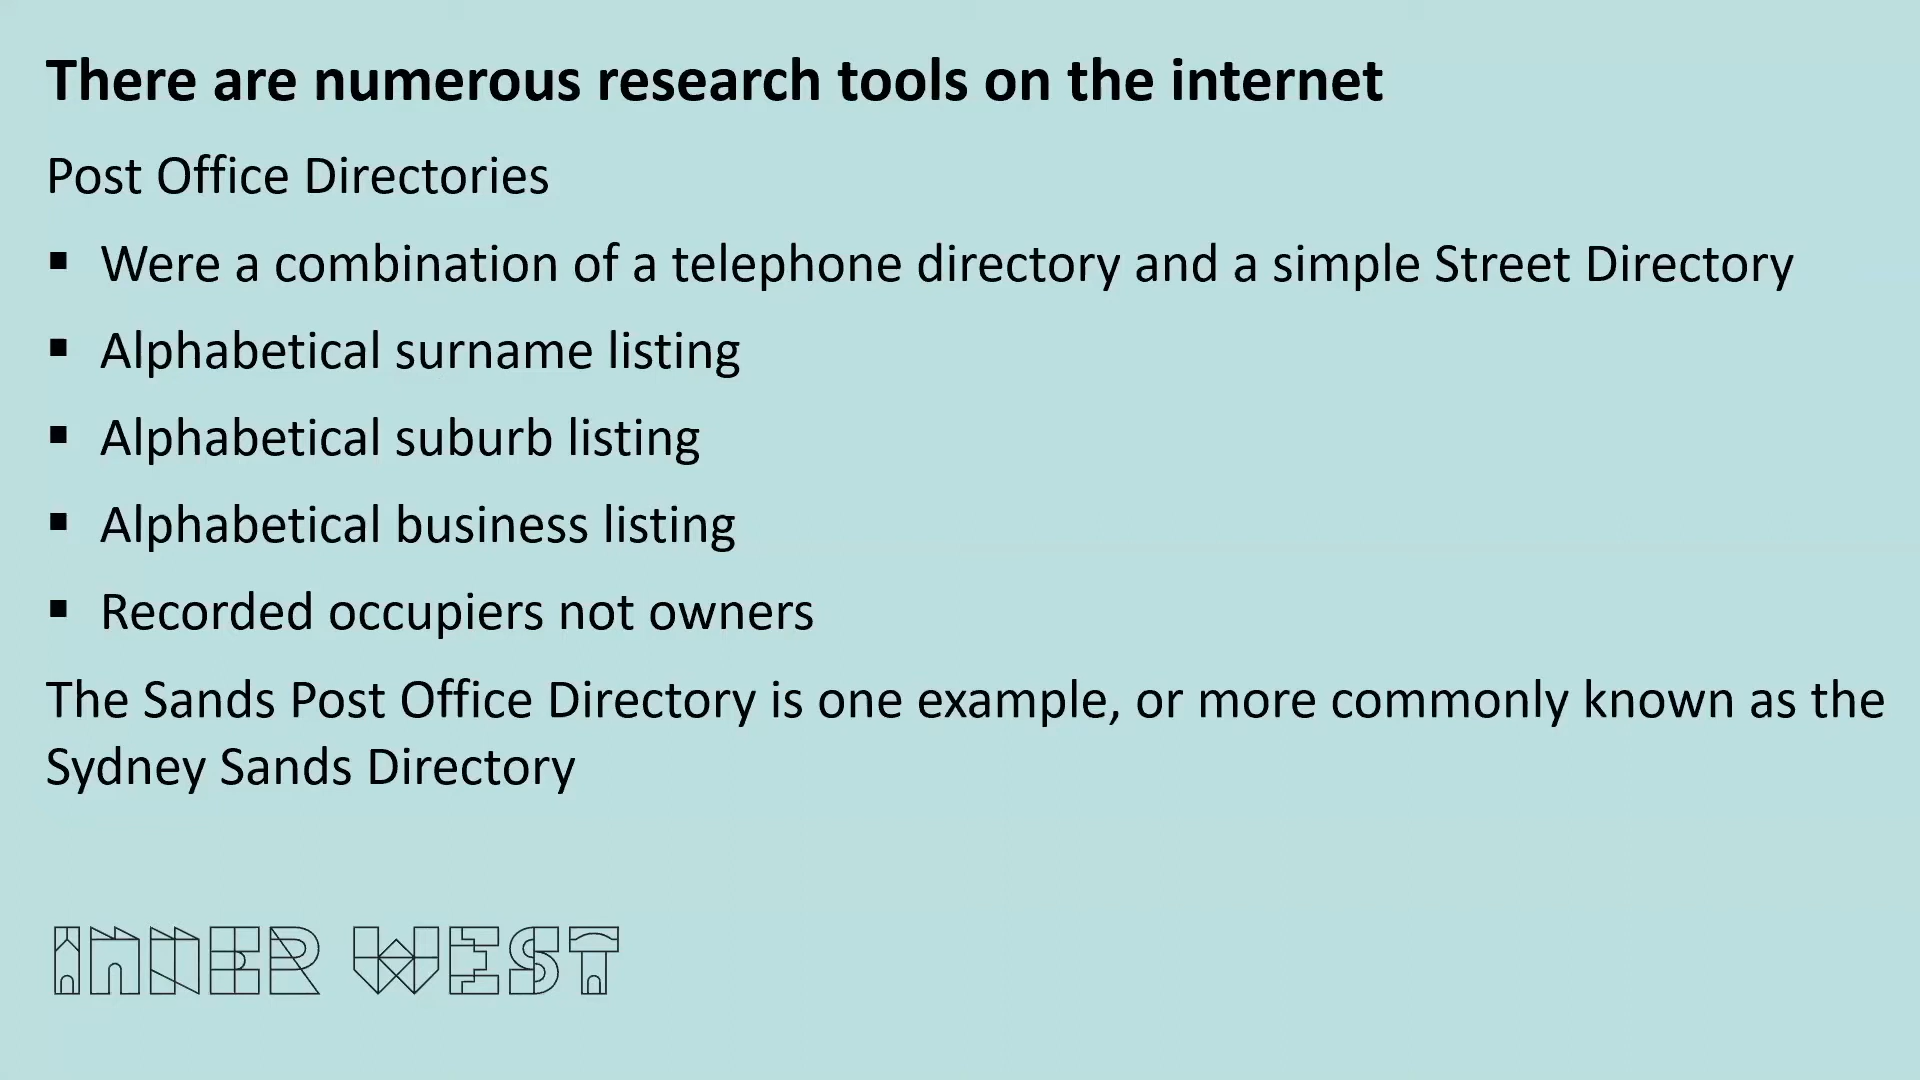 There are numerous research tools on the internet
Post Office Directories
▪ Were a combination of a telephone directory and a simple Street Directory
▪ Alphabetical surname listing
▪ Alphabetical suburb listing
▪ Alphabetical business listing
▪ Recorded occupiers not owners
The Sands Post Office Directory is one example, or more commonly known as the
Sydney Sands Directory
INNER WEST